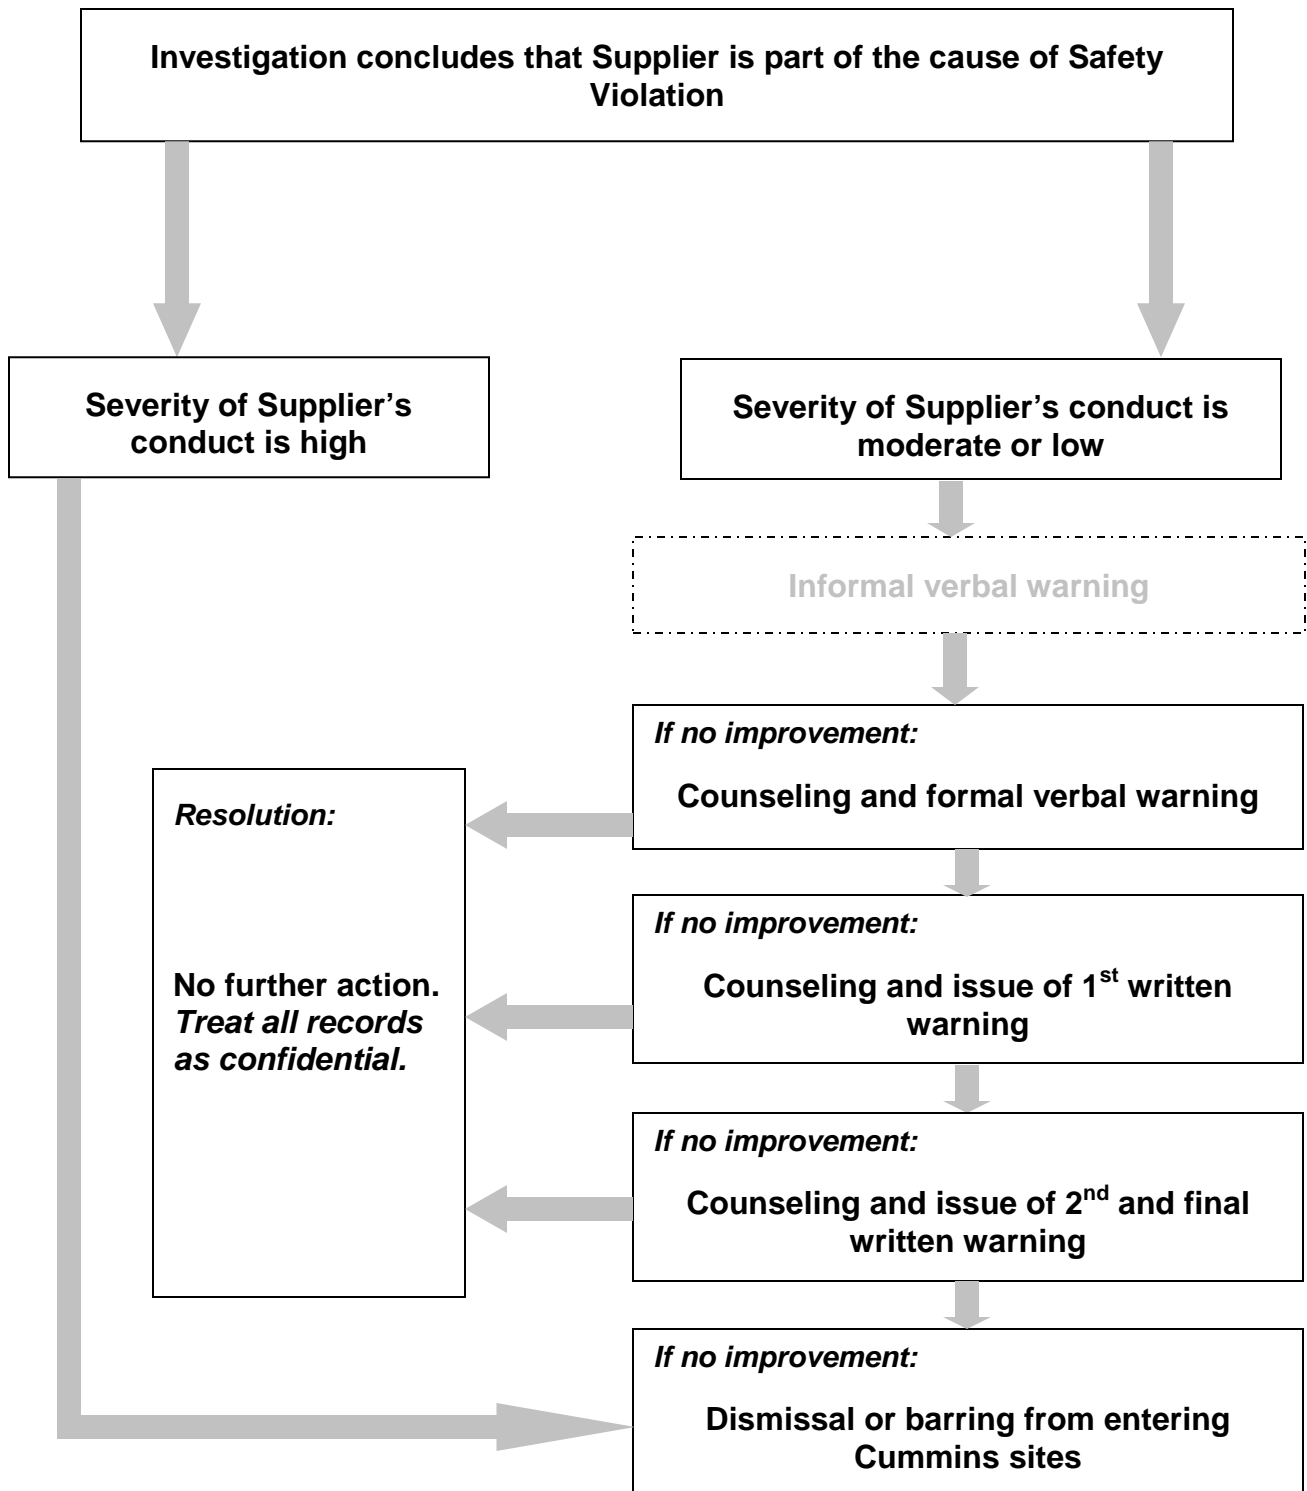 Investigation concludes that Supplier is part of the cause of Safety
Violation
Severity of Supplier’s
conduct is high
Severity of Supplier’s conduct is
moderate or low
Informal verbal warning
If no improvement:
Counseling and formal verbal warning
Resolution:
No further action.
Treat all records
as confidential.
If no improvement:
Counseling and issue of 1st written
warning
If no improvement:
Counseling and issue of 2nd and final
written warning
If no improvement:
Dismissal or barring from entering
Cummins sites